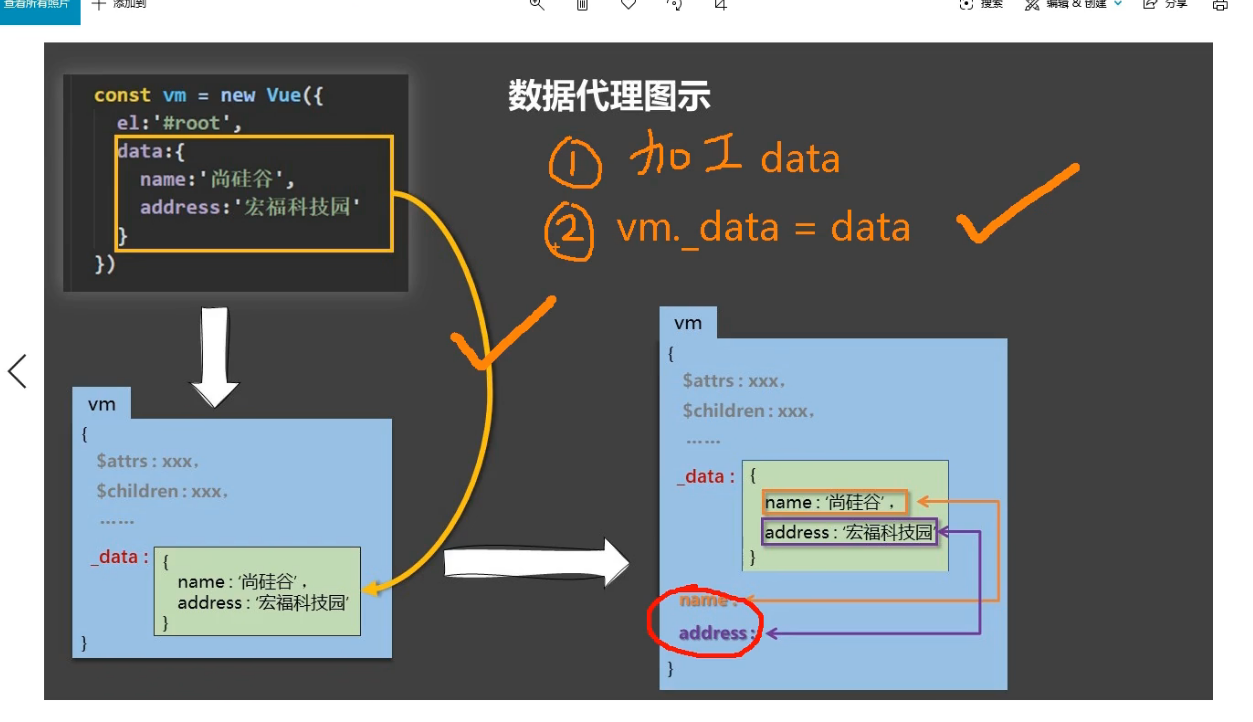 查看所有照片 添加到 搜索 编辑 & 创建 分享
const vm = new Vue({
el:'#root',
data:{
name:'尚硅谷',
address:'宏福科技园'
}
})
数据代理图示
① 加工 data
② vm._data = data
vm
{
$attrs : xxx,
$children : xxx,
……
_data :
{
name : '尚硅谷' ,
address : '宏福科技园'
}
}
vm
{
$attrs : xxx,
$children : xxx,
……
_data :
{
name : '尚硅谷' ,
address : '宏福科技园'
}
name :
address :
}